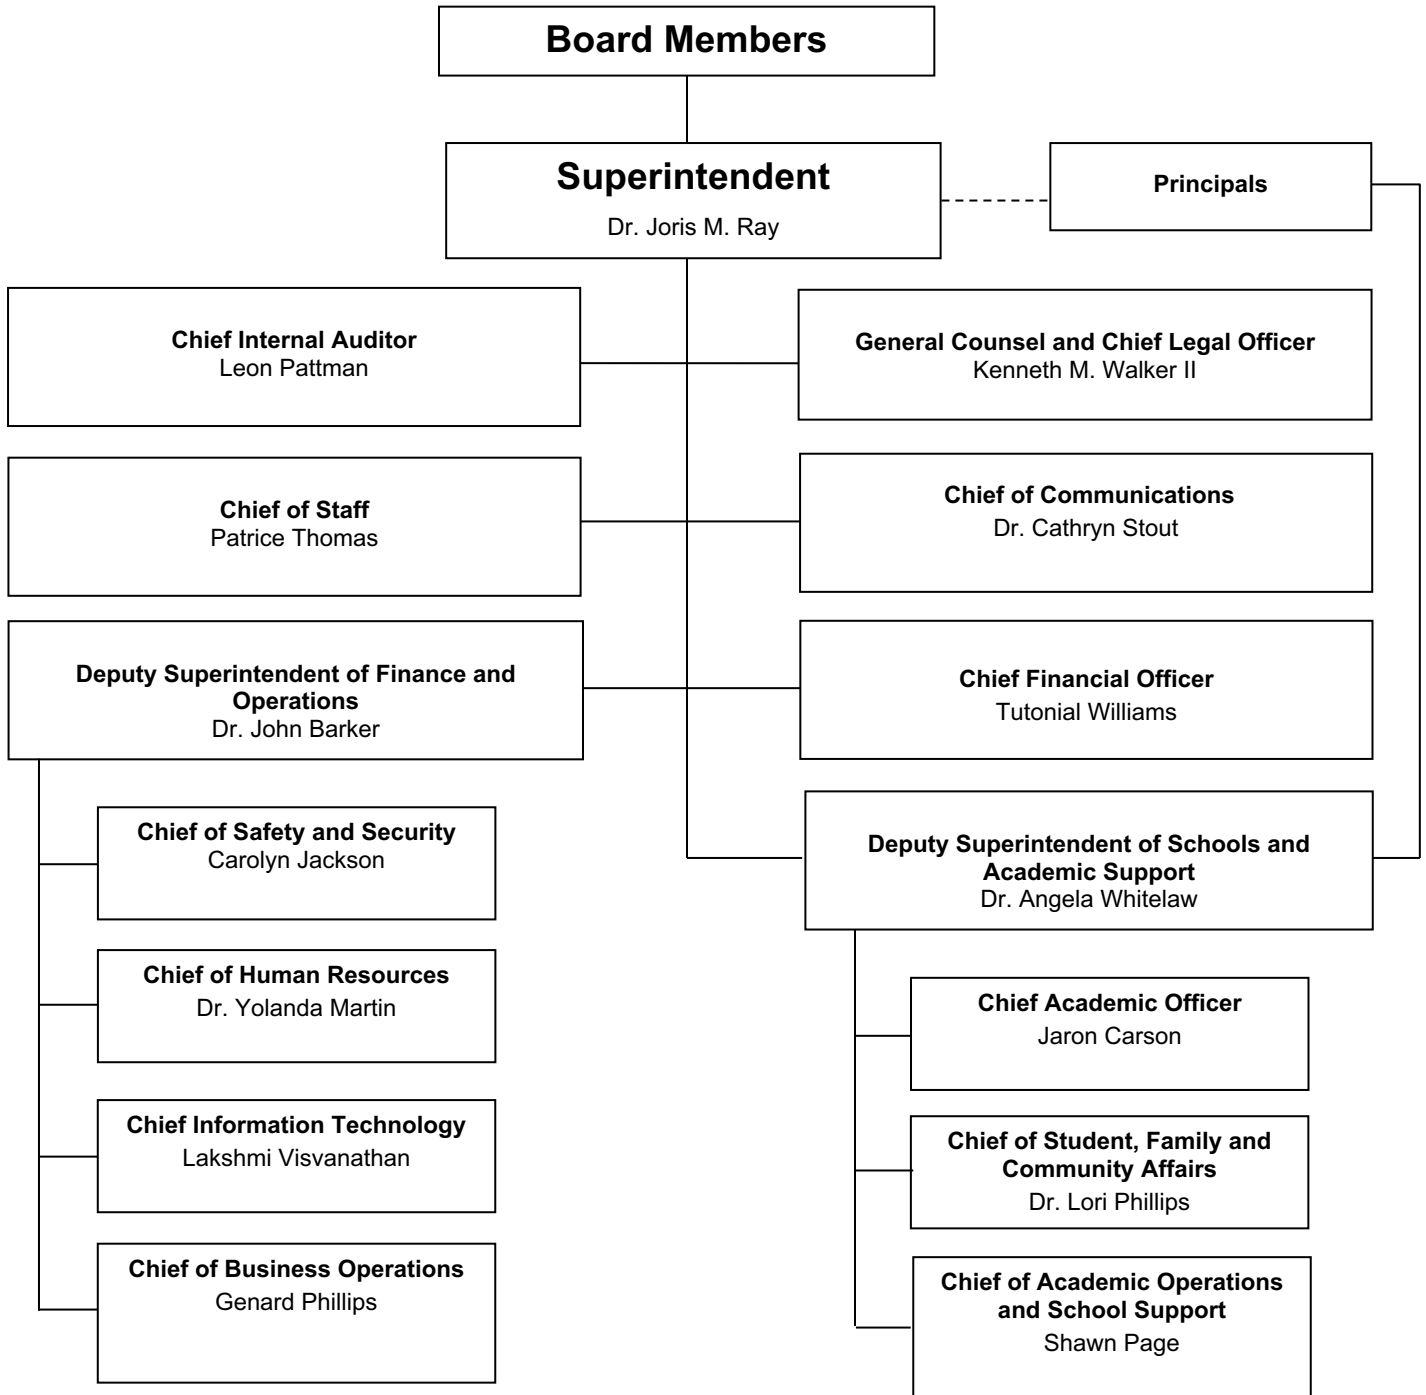 Board Members
Superintendent
Dr. Joris M. Ray
Principals
Chief Internal Auditor
Leon Pattman
General Counsel and Chief Legal Officer
Kenneth M. Walker II
Chief of Staff
Patrice Thomas
Chief of Communications
Dr. Cathryn Stout
Deputy Superintendent of Finance and
Operations
Dr. John Barker
Chief Financial Officer
Tutonial Williams
Chief of Safety and Security
Carolyn Jackson
Chief of Human Resources
Dr. Yolanda Martin
Chief Information Technology
Lakshmi Visvanathan
Chief of Business Operations
Genard Phillips
Deputy Superintendent of Schools and
Academic Support
Dr. Angela Whitelaw
Chief Academic Officer
Jaron Carson
Chief of Student, Family and
Community Affairs
Dr. Lori Phillips
Chief of Academic Operations
and School Support
Shawn Page